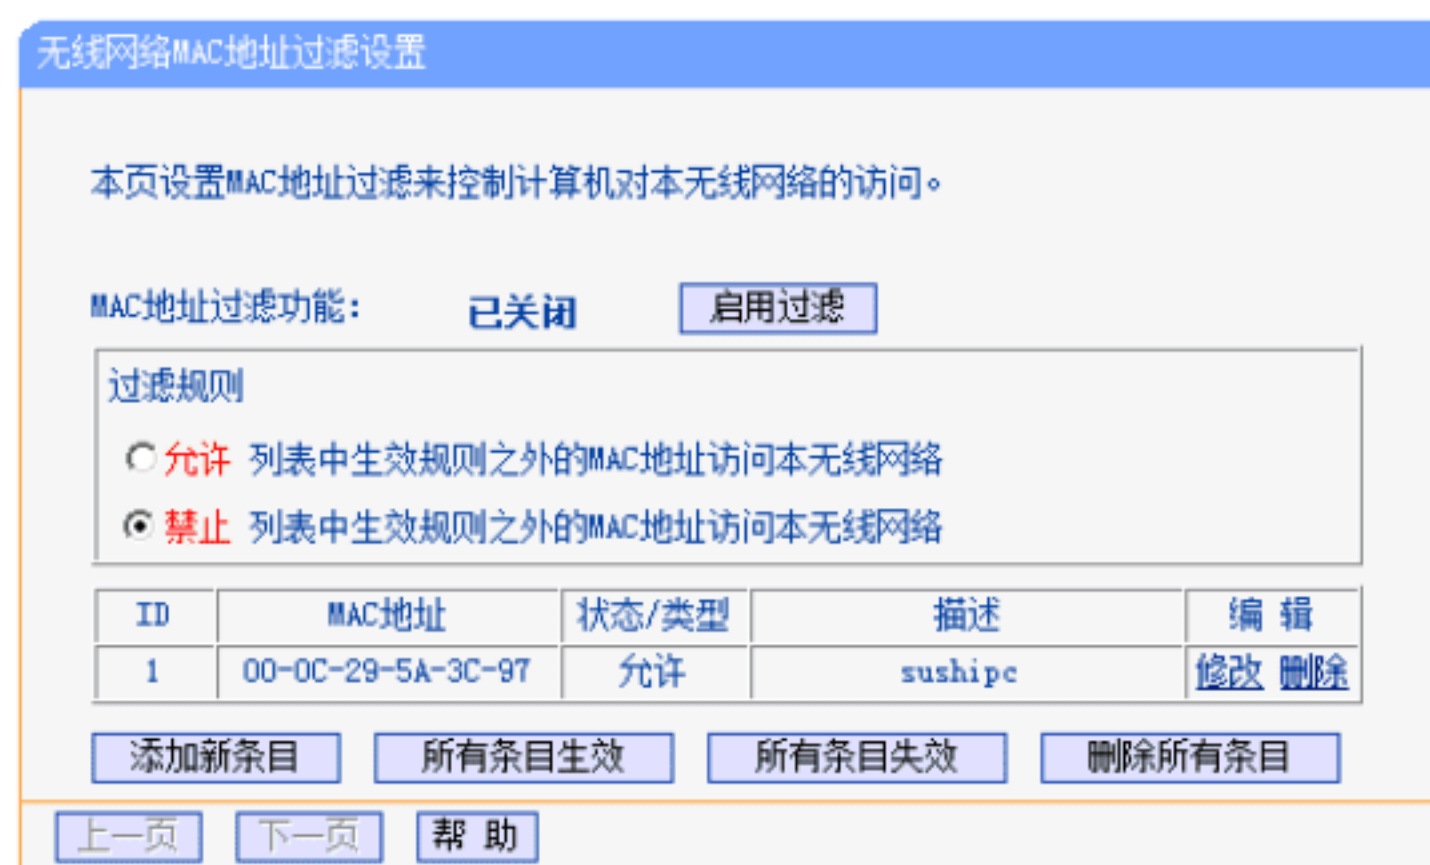 无线网络MAC地址过滤设置
本页设置MAC地址过滤来控制计算机对本无线网络的访问。
MAC地址过滤功能： 已关闭 启用过滤
过滤规则
允许 列表中生效规则之外的MAC地址访问本无线网络
禁止 列表中生效规则之外的MAC地址访问本无线网络
ID MAC地址 状态/类型 描述 编 辑
1 00-0C-29-5A-3C-97 允许 sushipc 修改 删除
添加新条目 所有条目生效 所有条目失效 删除所有条目
上一页 下一页 帮 助